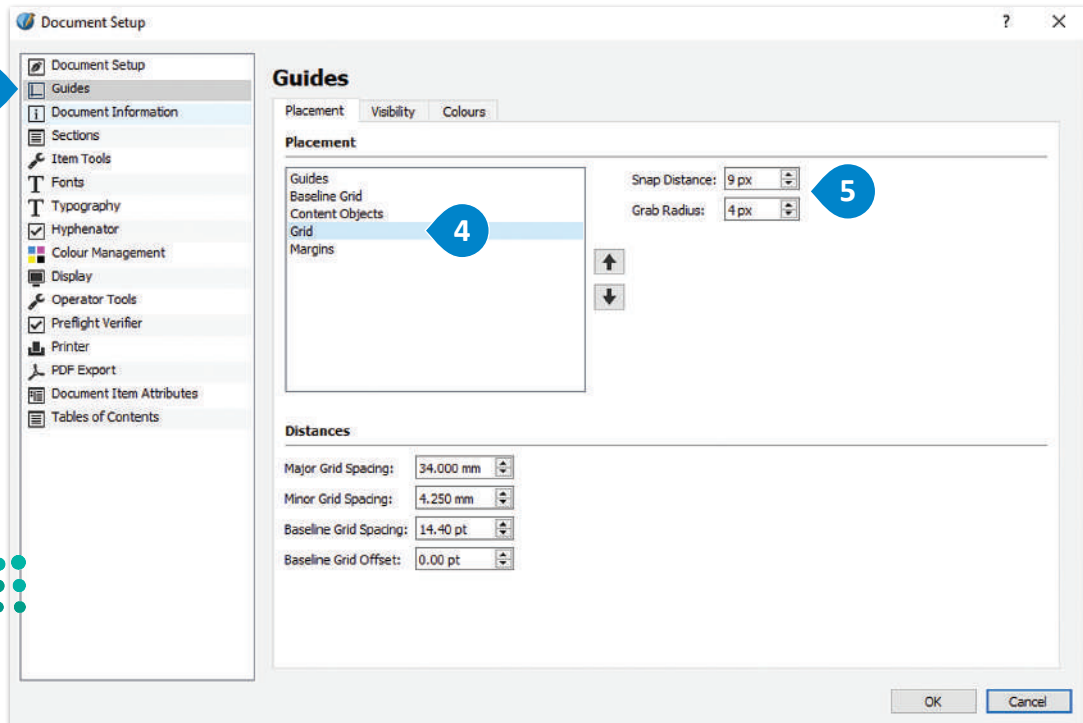 Document Setup
?
Document Setup
Guides
Document Information
Sections
Item Tools
Fonts
Typography
Hyphenator
Colour Management
Display
Operator Tools
Preflight Verifier
Printer
PDF Export
Document Item Attributes
Tables of Contents
Guides
Placement Visibility Colours
Placement
Guides
Baseline Grid
Content Objects
Grid
Margins
4
Snap Distance: 9 px
Grab Radius: 4 px
5
Distances
Major Grid Spacing: 34.000 mm
Minor Grid Spacing: 4.250 mm
Baseline Grid Spacing: 14.40 pt
Baseline Grid Offset: 0.00 pt
OK Cancel